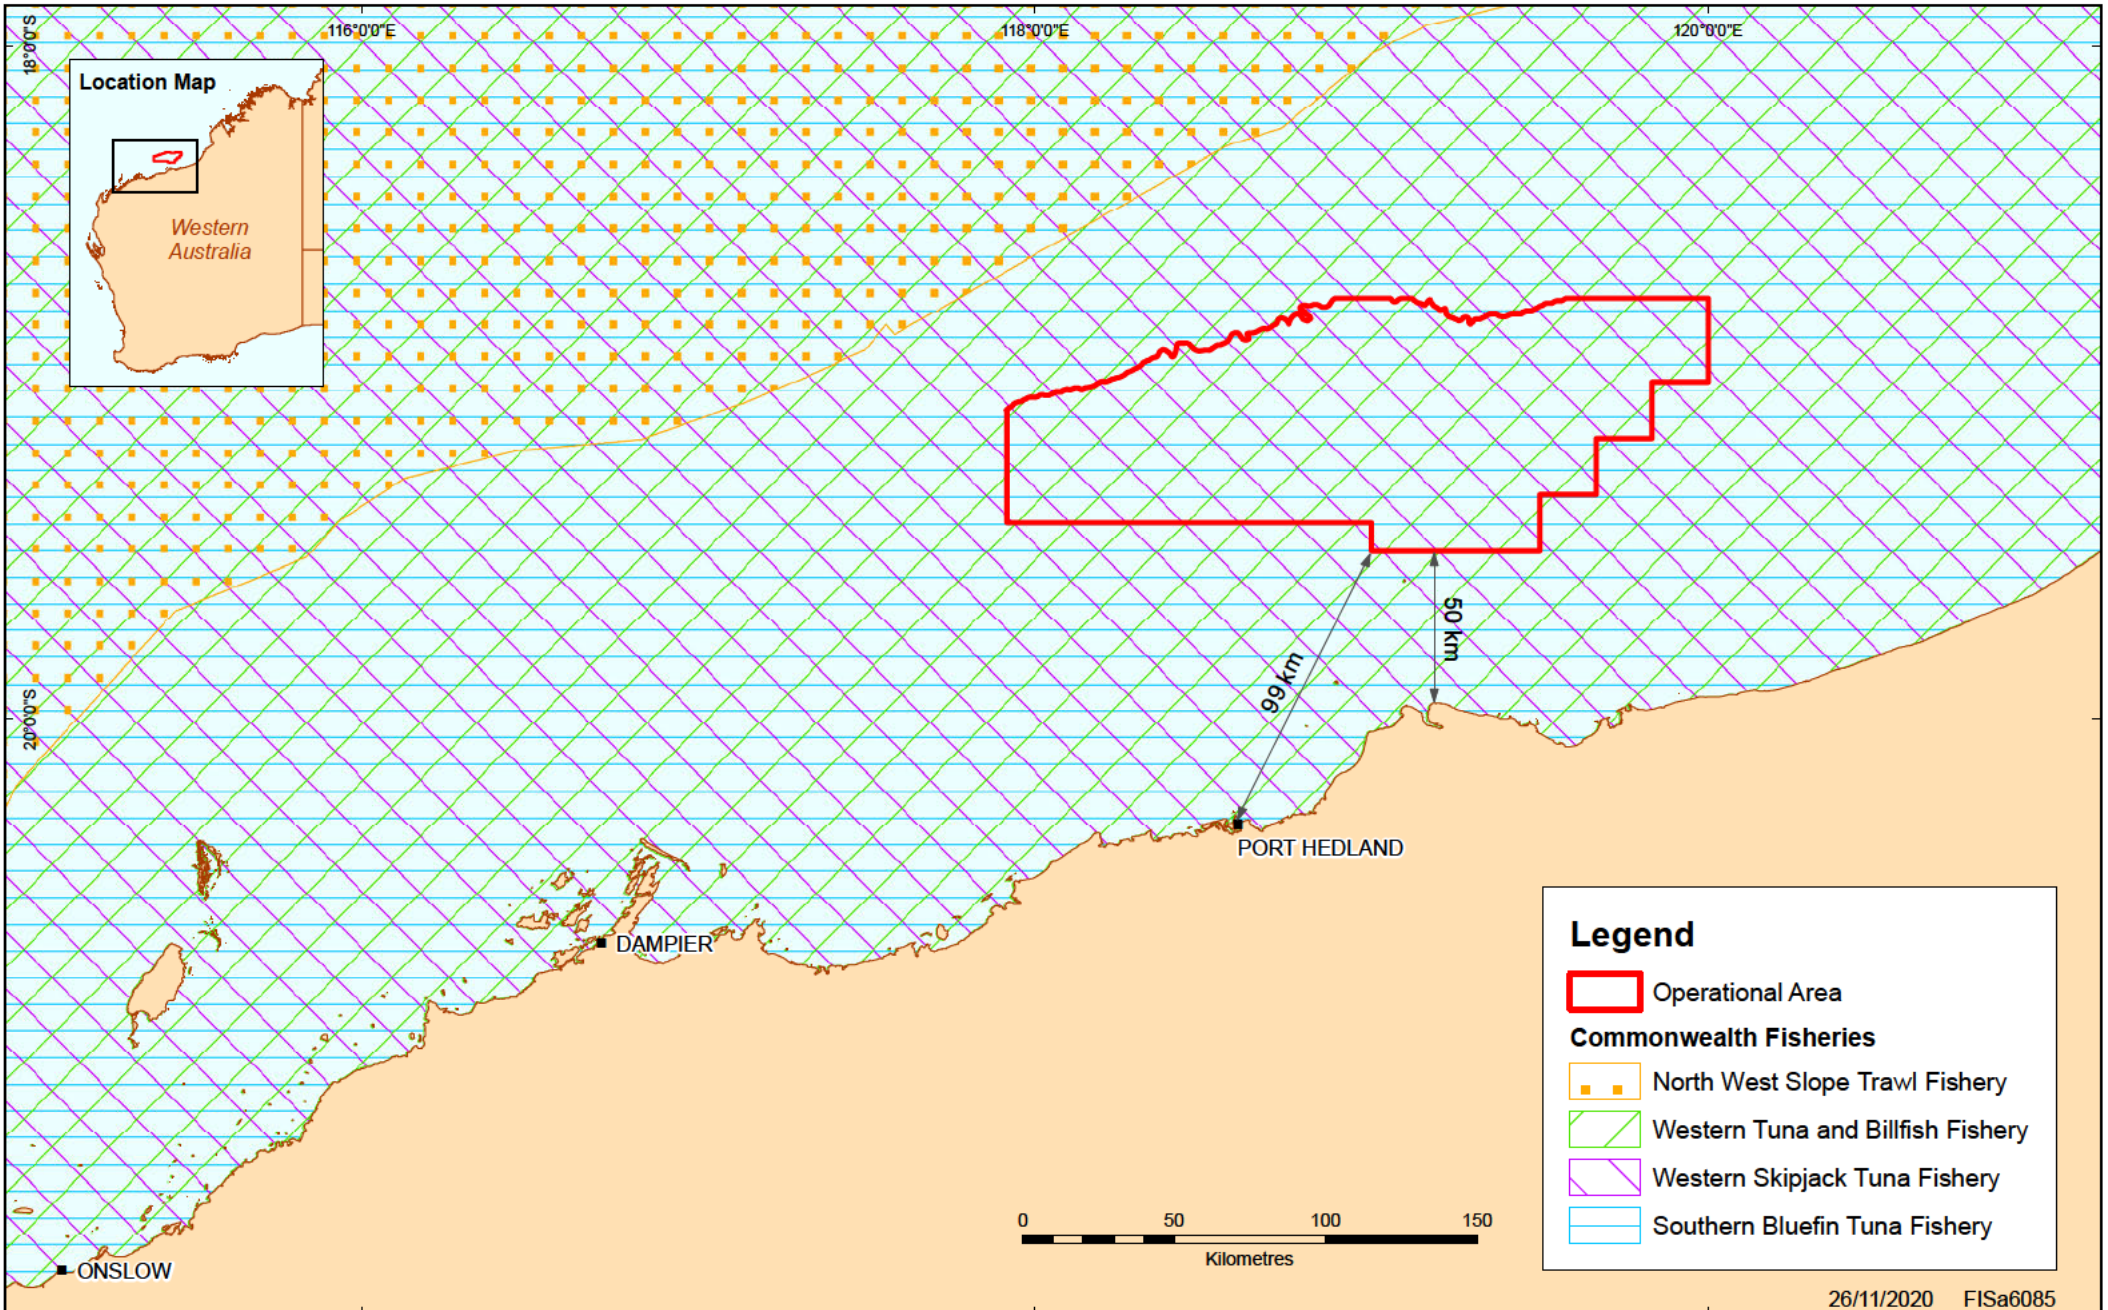 116°0'0"E
118°0'0"E
120°0'0"E
18°0'0"S
Location Map
Western
Australia
50 km
99 km
20°0'0"S
PORT HEDLAND
DAMPIER
ONSLOW
Legend
Operational Area
Commonwealth Fisheries
North West Slope Trawl Fishery
Western Tuna and Billfish Fishery
Western Skipjack Tuna Fishery
Southern Bluefin Tuna Fishery
0 50 100 150
Kilometres
26/11/2020 FISa6085